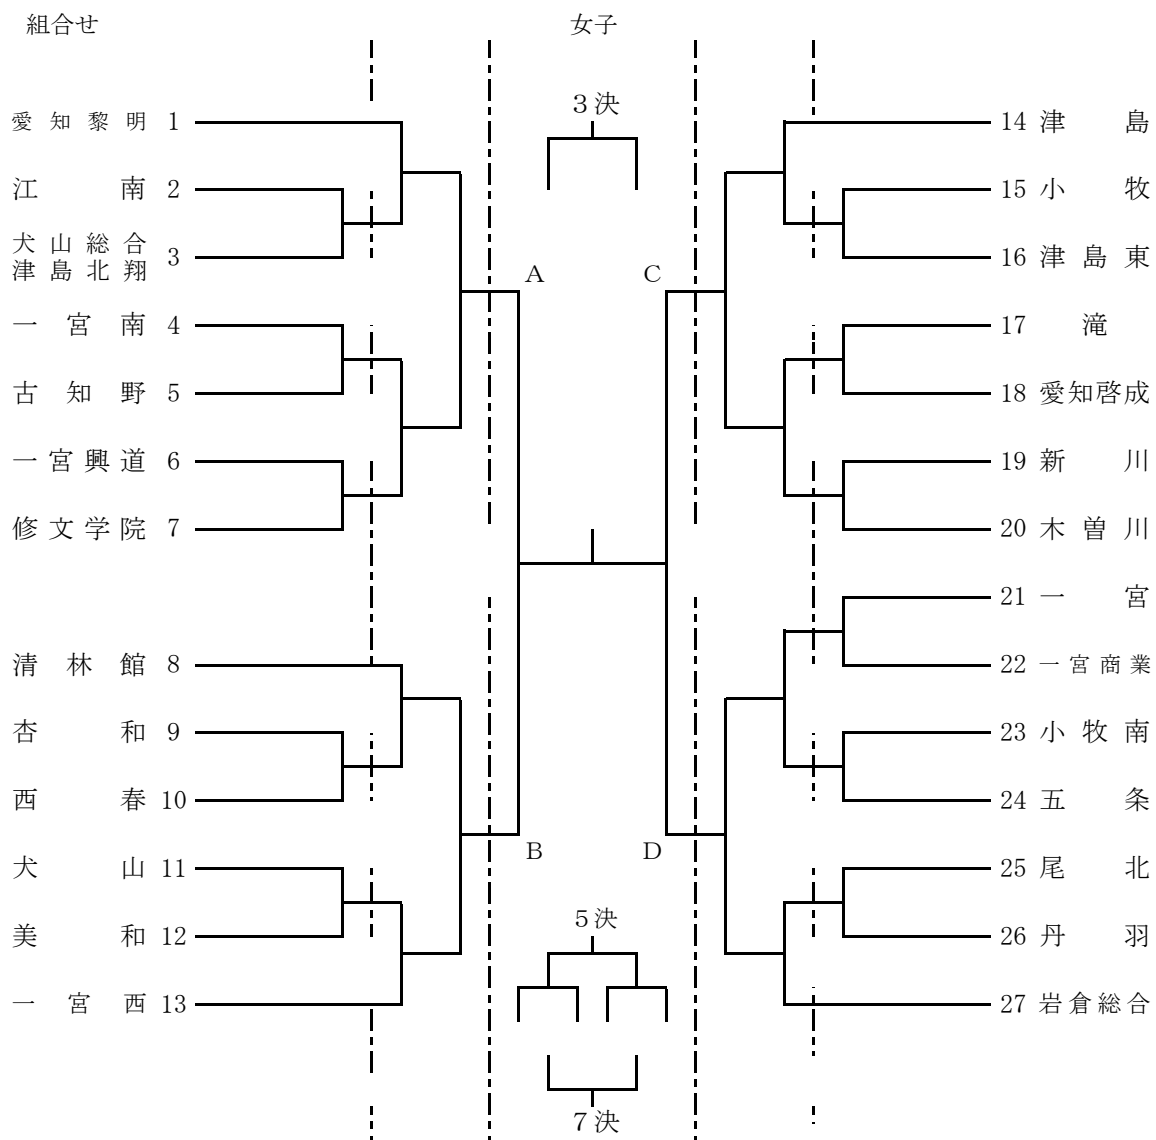 組合せ
女子
3決
愛知黎明 1
江南 2
犬山総合
津島北翔 3
一宮南 4
古知野 5
一宮興道 6
修文学院 7
清林館 8
杏和 9
西春 10
犬山 11
美和 12
一宮西 13
A
B
C
D
5決
7決
14 津島
15 小牧
16 津島東
17 滝
18 愛知啓成
19 新川
20 木曽川
21 一宮
22 一宮商業
23 小牧南
24 五条
25 尾北
26 丹羽
27 岩倉総合